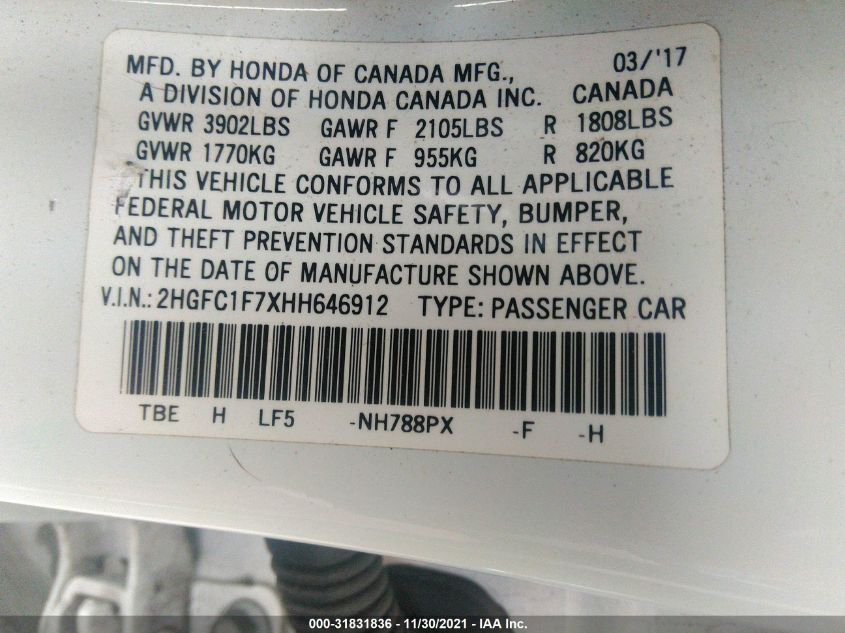 MFD. BY HONDA OF CANADA MFG., 03/'17
A DIVISION OF HONDA CANADA INC. CANADA
GVWR 3902LBS GAWR F 2105LBS R 1808LBS
GVWR 1770KG GAWR F 955KG R 820KG
THIS VEHICLE CONFORMS TO ALL APPLICABLE
FEDERAL MOTOR VEHICLE SAFETY, BUMPER,
AND THEFT PREVENTION STANDARDS IN EFFECT
ON THE DATE OF MANUFACTURE SHOWN ABOVE.
V.I.N.: 2HGFC1F7XHH646912 TYPE: PASSENGER CAR
TBE H LF5 -NH788PX -F -H
000-31831836 - 11/30/2021 - IAA Inc.